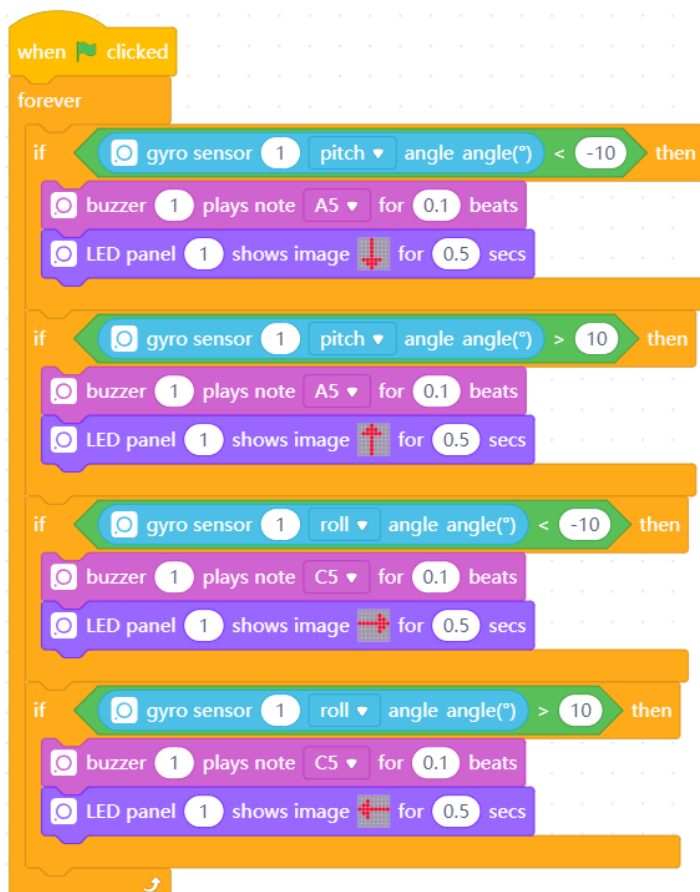 when clicked
forever
if gyro sensor 1 pitch angle angle(°) < -10 then
buzzer 1 plays note A5 for 0.1 beats
LED panel 1 shows image for 0.5 secs
if gyro sensor 1 pitch angle angle(°) > 10 then
buzzer 1 plays note A5 for 0.1 beats
LED panel 1 shows image for 0.5 secs
if gyro sensor 1 roll angle angle(°) < -10 then
buzzer 1 plays note C5 for 0.1 beats
LED panel 1 shows image for 0.5 secs
if gyro sensor 1 roll angle angle(°) > 10 then
buzzer 1 plays note C5 for 0.1 beats
LED panel 1 shows image for 0.5 secs